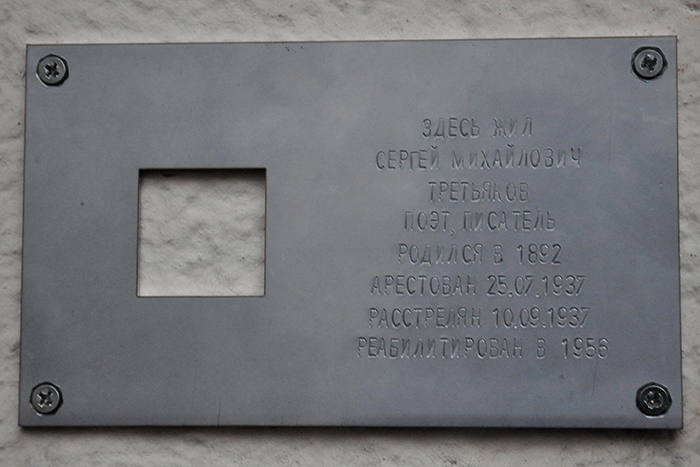 ЗДЕСЬ ЖИЛ
СЕРГЕЙ МИХАЙЛОВИЧ
ТРЕТЬЯКОВ
ПОЭТ, ПИСАТЕЛЬ
РОДИЛСЯ В 1892
АРЕСТОВАН 25.07.1937
РАССТРЕЛЯН 10.09.1937
РЕАБИЛИТИРОВАН В 1956